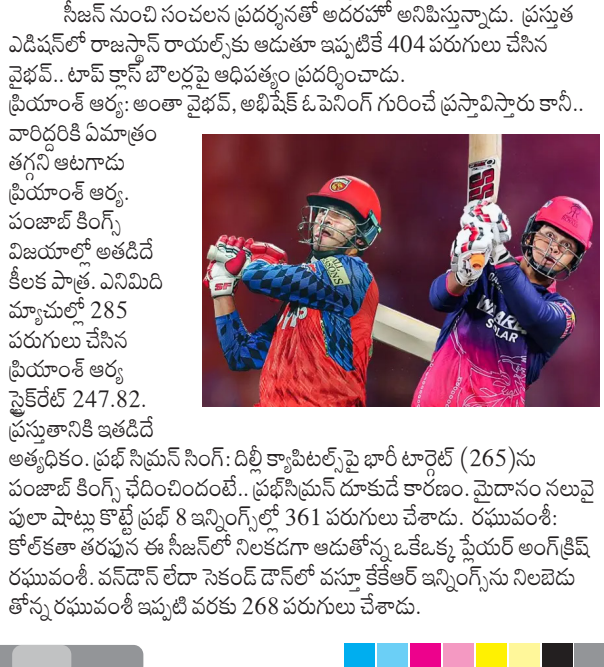 సీజన్ నుంచి సంచలన ప్రదర్శనతో అదరహో అనిపిస్తున్నాడు. ప్రస్తుత
ఎడిషన్‌లో రాజస్థాన్ రాయల్స్‌కు ఆడుతూ ఇప్పటికే 404 పరుగులు చేసిన
వైభవ్.. టాప్ క్లాస్ బౌలర్లపై ఆధిపత్యం ప్రదర్శించాడు.
ప్రియాంశ్ ఆర్య: అంతా వైభవ్, అభిషేక్ ఓపెనింగ్ గురించే ప్రస్తావిస్తారు కానీ..
వారిద్దరికి ఏమాత్రం
తగ్గని ఆటగాడు
ప్రియాంశ్ ఆర్య.
పంజాబ్ కింగ్స్
విజయాల్లో అతడిదే
కీలక పాత్ర. ఎనిమిది
మ్యాచుల్లో 285
పరుగులు చేసిన
ప్రియాంశ్ ఆర్య
స్ట్రైక్‌రేట్ 247.82.
ప్రస్తుతానికి ఇతడిదే
అత్యధికం. ప్రభ్ సిమ్రన్ సింగ్: దిల్లీ క్యాపిటల్స్‌పై భారీ టార్గెట్ (265)ను
పంజాబ్ కింగ్స్ ఛేదించిందంటే.. ప్రభ్‌సిమ్రన్ దూకుడే కారణం. మైదానం నలువై
పులా షాట్లు కొట్టే ప్రభ్ 8 ఇన్నింగ్స్‌ల్లో 361 పరుగులు చేశాడు. రఘువంశీ:
కోల్‌కతా తరఫున ఈ సీజన్‌లో నిలకడగా ఆడుతోన్న ఒకేఒక్క ప్లేయర్ అంగ్‌క్రిష్
రఘువంశీ. వన్‌డౌన్ లేదా సెకండ్ డౌన్‌లో వస్తూ కేకేఆర్ ఇన్నింగ్స్‌ను నిలబెడు
తోన్న రఘువంశీ ఇప్పటి వరకు 268 పరుగులు చేశాడు.
SS
SF
SOLAR